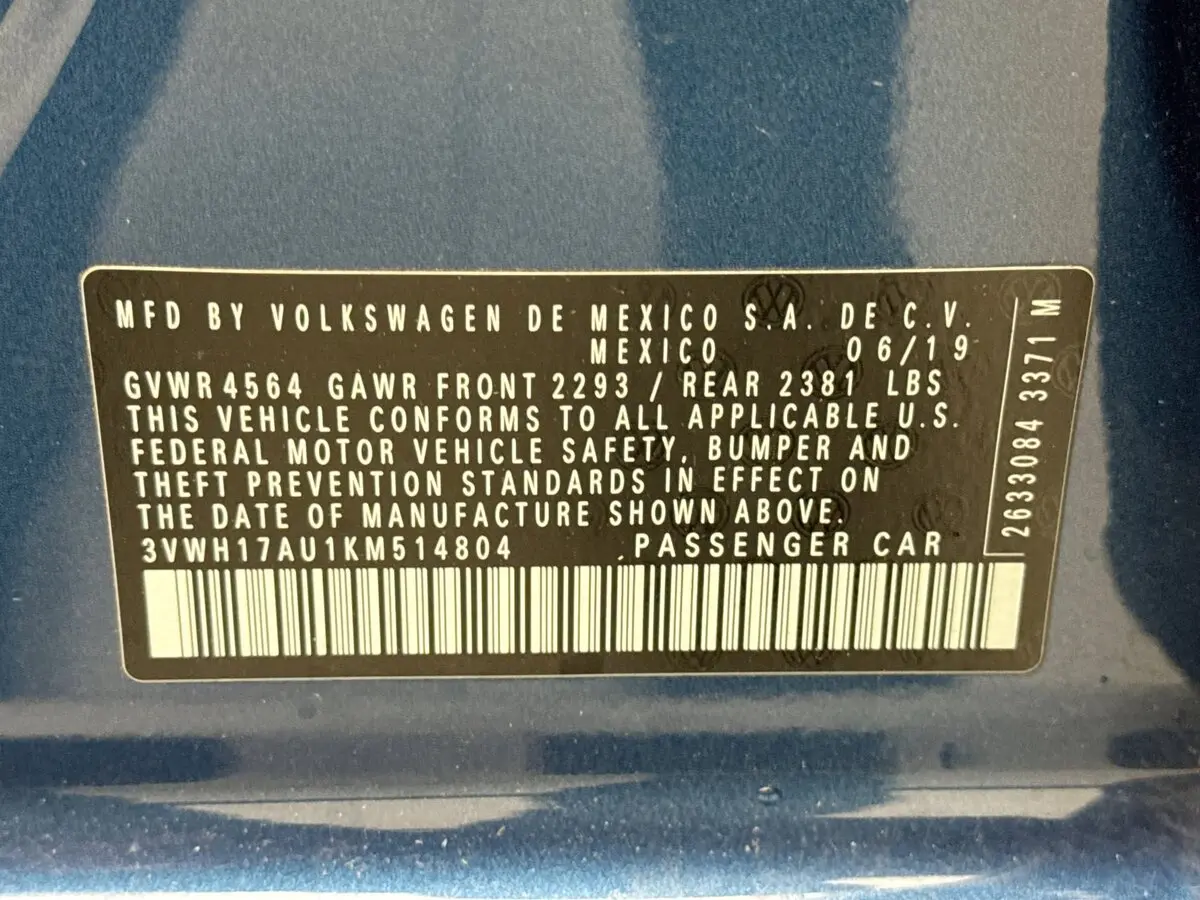 MFD BY VOLKSWAGEN DE MEXICO S.A. DE C.V.
MEXICO 06/19
GVWR 4564 GAWR FRONT 2293 / REAR 2381 LBS
THIS VEHICLE CONFORMS TO ALL APPLICABLE U.S.
FEDERAL MOTOR VEHICLE SAFETY, BUMPER AND
THEFT PREVENTION STANDARDS IN EFFECT ON
THE DATE OF MANUFACTURE SHOWN ABOVE.
3VWH17AU1KM514804 PASSENGER CAR
2633084 3371 M